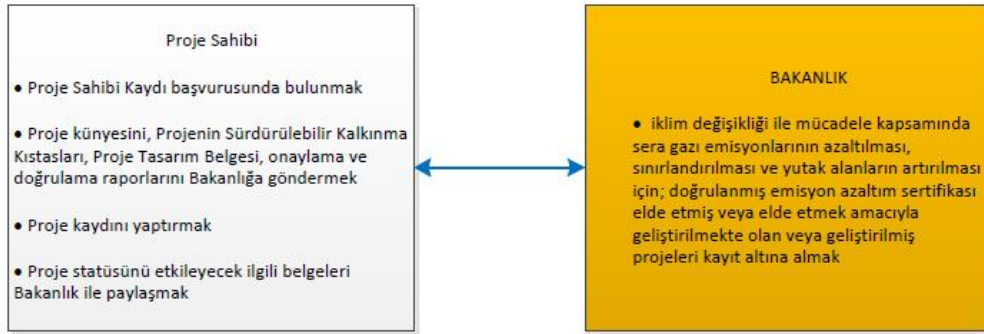 Proje Sahibi
• Proje Sahibi Kaydı başvurusunda bulunmak
• Proje künyesini, Projenin Sürdürülebilir Kalkınma
Kıstasları, Proje Tasarım Belgesi, onaylama ve
doğrulama raporlarını Bakanlığa göndermek
• Proje kaydını yaptırmak
• Proje statüsünü etkileyecek ilgili belgeleri
Bakanlık ile paylaşmak
BAKANLIK
• iklim değişikliği ile mücadele kapsamında
sera gazı emisyonlarının azaltılması,
sınırlandırılması ve yutak alanların artırılması
için; doğrulanmış emisyon azaltım sertifikası
elde etmiş veya elde etmek amacıyla
geliştirilmekte olan veya geliştirilmiş
projeleri kayıt altına almak